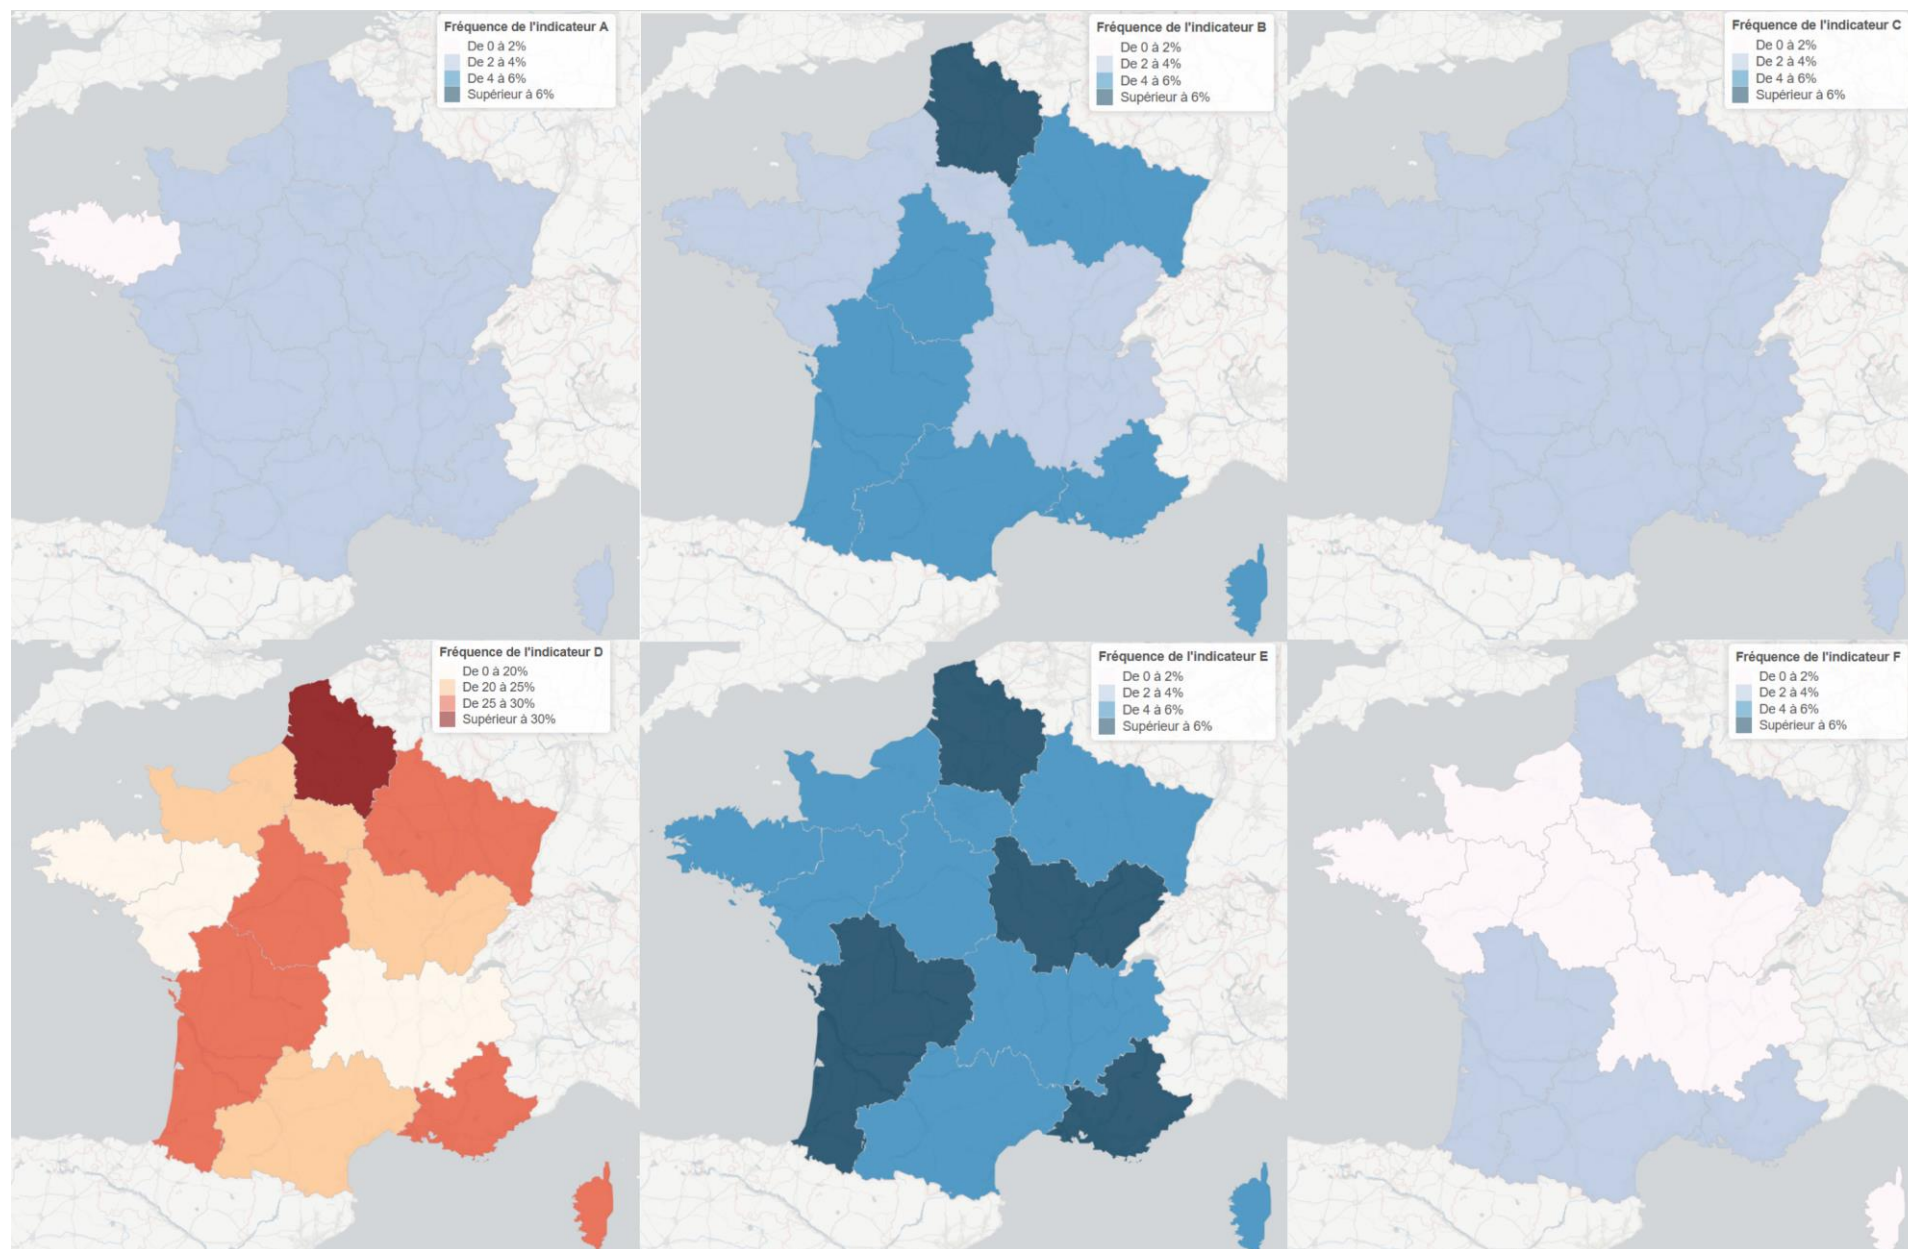 Fréquence de l'indicateur A
De 0 à 2%
De 2 à 4%
De 4 à 6%
Supérieur à 6%
Fréquence de l'indicateur B
De 0 à 2%
De 2 à 4%
De 4 à 6%
Supérieur à 6%
Fréquence de l'indicateur C
De 0 à 2%
De 2 à 4%
De 4 à 6%
Supérieur à 6%
Fréquence de l'indicateur D
De 0 à 20%
De 20 à 25%
De 25 à 30%
Supérieur à 30%
Fréquence de l'indicateur E
De 0 à 2%
De 2 à 4%
De 4 à 6%
Supérieur à 6%
Fréquence de l'indicateur F
De 0 à 2%
De 2 à 4%
De 4 à 6%
Supérieur à 6%